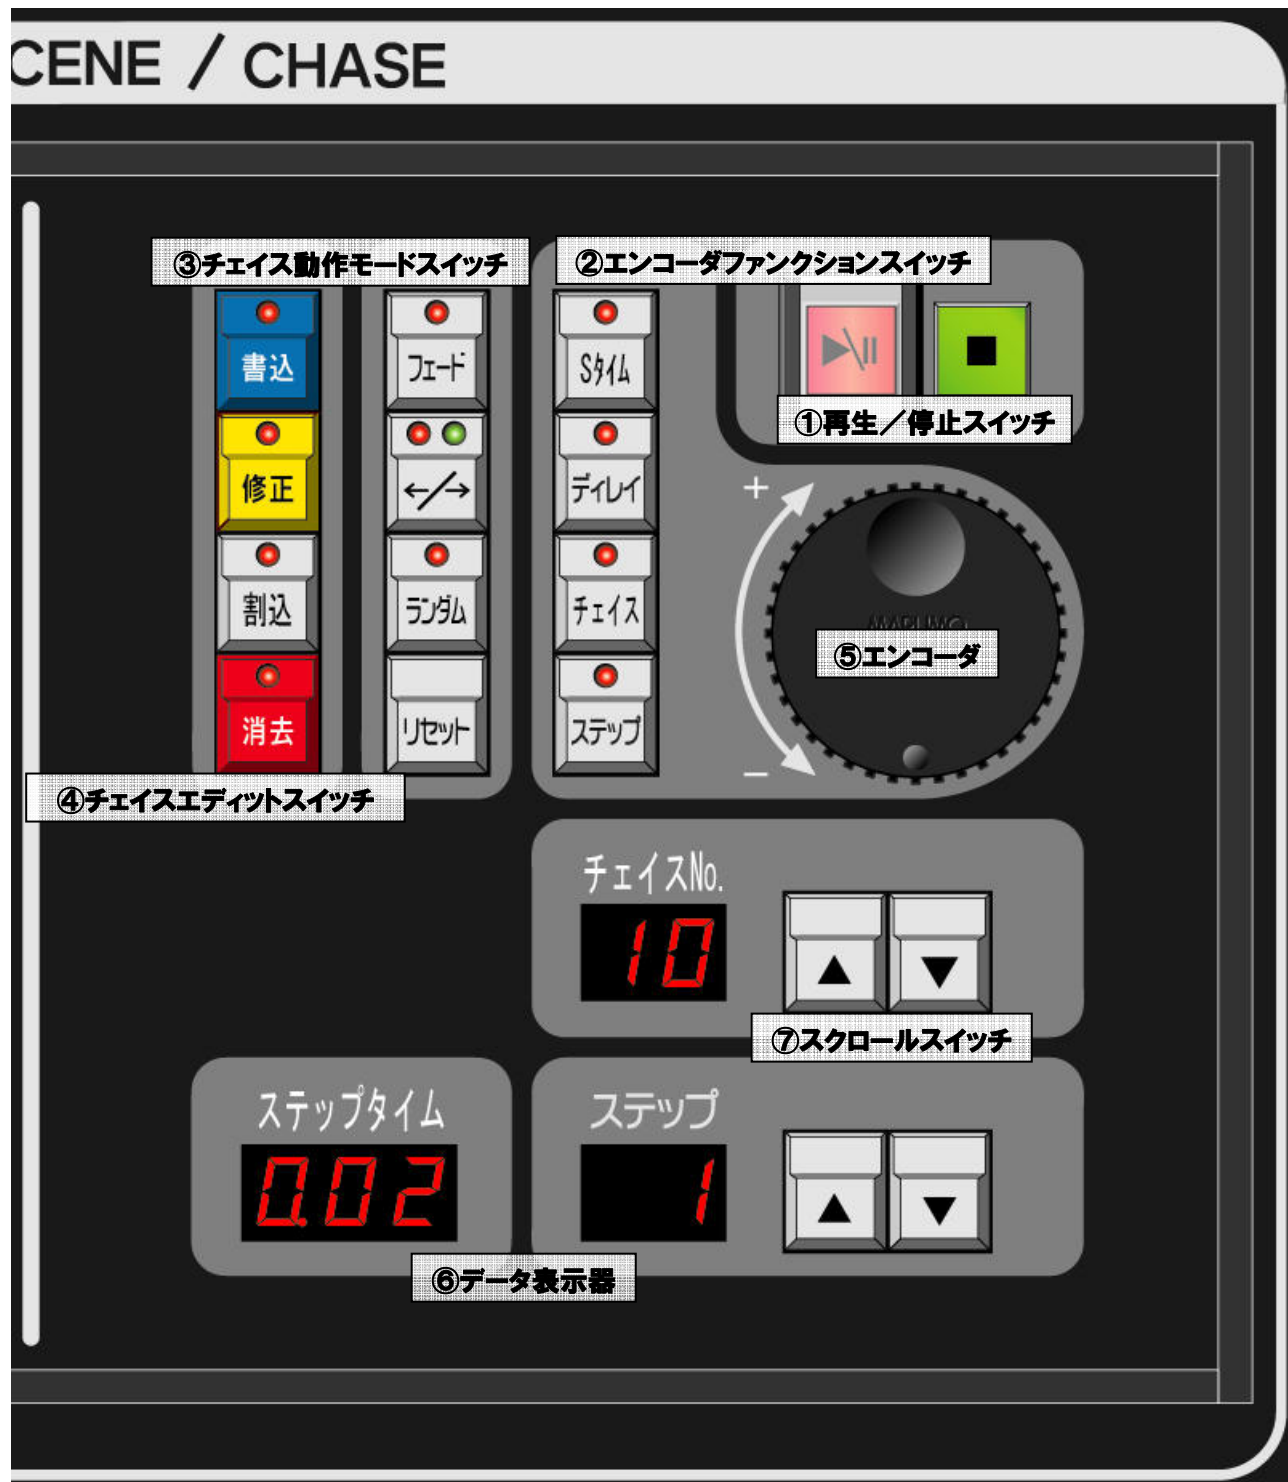 CENE / CHASE
③チェイス動作モードスイッチ
②エンコーダファンクションスイッチ
書込
フェード
Sタイム
①再生／停止スイッチ
修正
←/→
ディレイ
+
割込
ランダム
チェイス
⑤エンコーダ
消去
リセット
ステップ
−
④チェイスエディットスイッチ
チェイスNo.
10
▲ ▼
⑦スクロールスイッチ
ステップタイム
ステップ
0.02
1
▲ ▼
⑥データ表示器